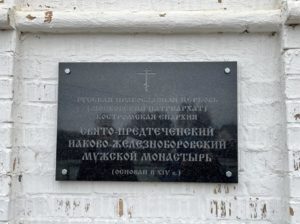 РУССКАЯ ПРАВОСЛАВНАЯ ЦЕРКОВЬ
(МОСКОВСКИЙ ПАТРИАРХАТ)
КОСТРОМСКАЯ ЕПАРХИЯ
СВЯТО-ПРЕДТЕЧЕНСКИЙ
ИАКОВО-ЖЕЛЕЗНОБОРОВСКИЙ
МУЖСКОЙ МОНАСТЫРЬ
(ОСНОВАН В XIV в.)